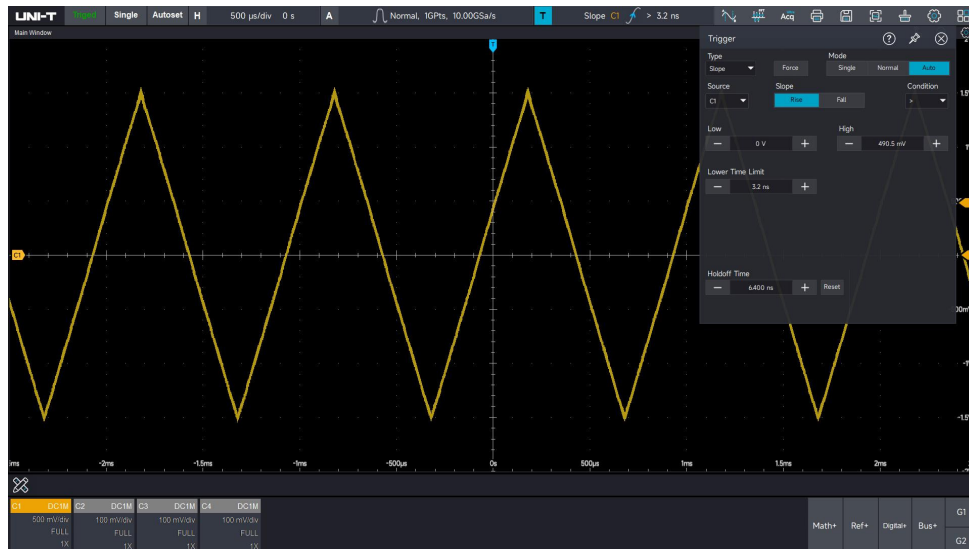 UNI-T Triged Single Autoset H 500 μs/div 0 s A Normal, 1GPts, 10.00GSa/s T Slope C1 > 3.2 ns Acq
Main Window
T
Trigger
Type Mode
Slope Force Single Normal Auto
Source Slope Condition
C1 Rise Fall >
Low High
0 V 490.5 mV
Lower Time Limit
3.2 ns
Holdoff Time
6.400 ns Reset
1.5
C1
-1.5
-2ms -1.5ms -1ms -500μs 0s 500μs 1ms 1.5ms 2ms
C1 DC1M C2 DC1M C3 DC1M C4 DC1M
500 mV/div 100 mV/div 100 mV/div 100 mV/div
FULL FULL FULL FULL
1X 1X 1X 1X
Math+ Ref+ Digital+ Bus+ G1
G2